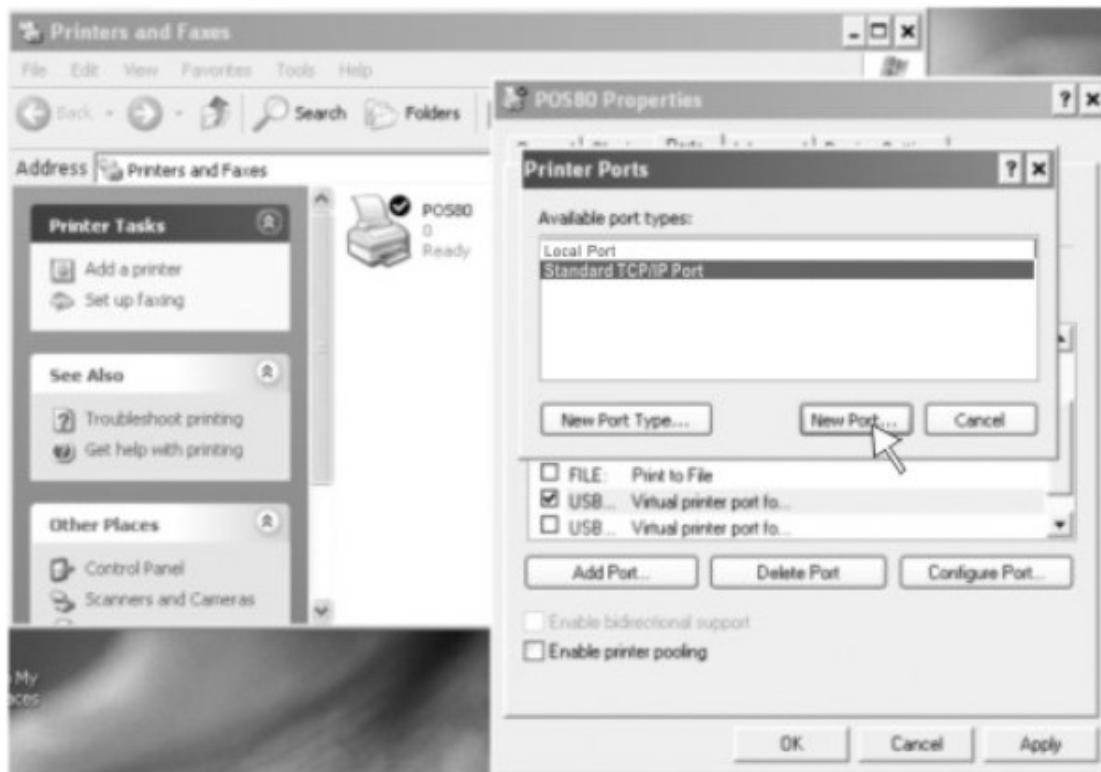 Printers and Faxes
File Edit View Favorites Tools Help
Back Search Folders
Address Printers and Faxes
Printer Tasks
Add a printer
Set up faxing
See Also
Troubleshoot printing
Get help with printing
Other Places
Control Panel
Scanners and Cameras
POS80
0
Ready
My
POS80 Properties
Ports
Printer Ports
Available port types:
Local Port
Standard TCP/IP Port
New Port Type... New Port... Cancel
FILE: Print to File
USB... Virtual printer port fo...
USB... Virtual printer port fo...
Add Port... Delete Port Configure Port...
Enable bidirectional support
Enable printer pooling
OK Cancel Apply